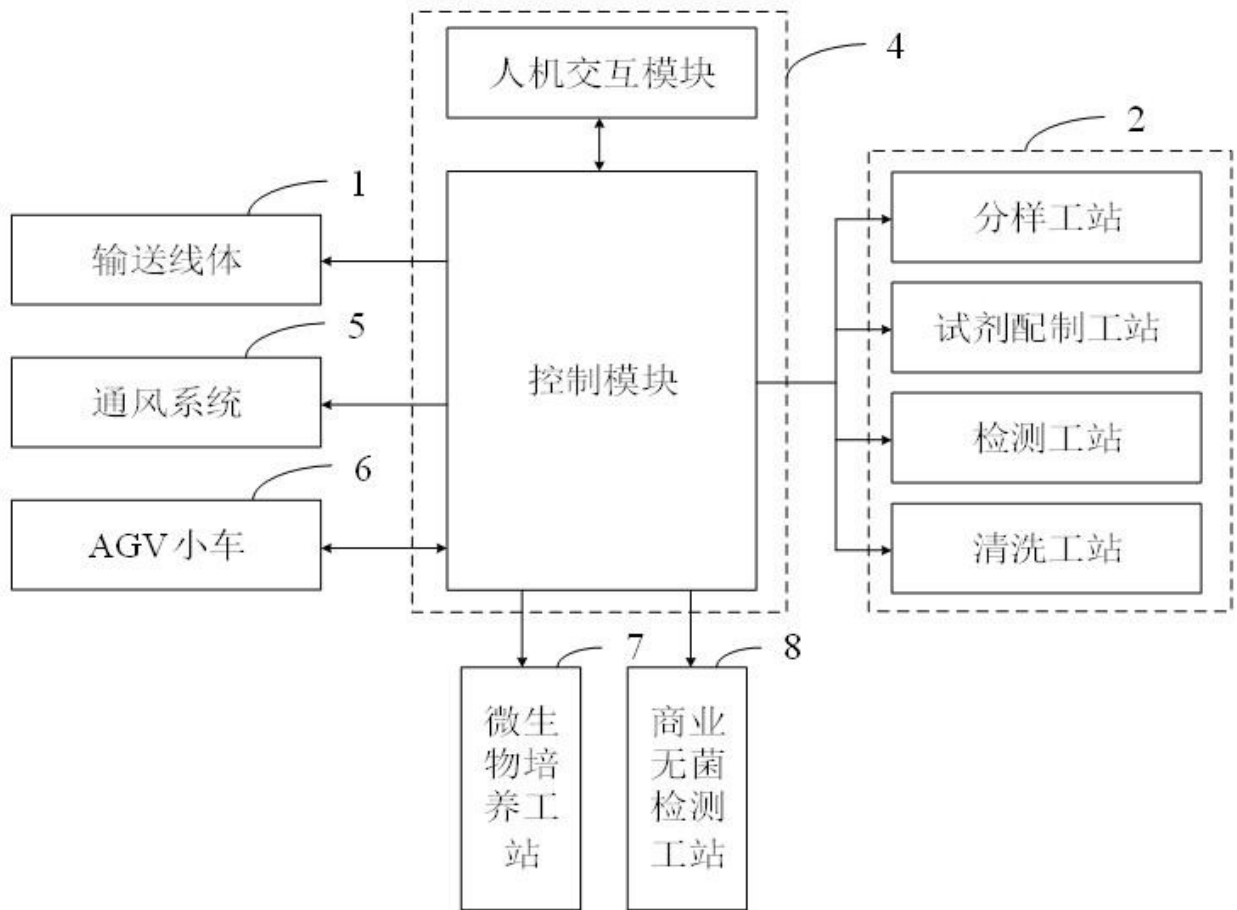 人机交互模块
4
2
1
分样工站
输送线体
试剂配制工站
5
控制模块
通风系统
检测工站
6
AGV小车
清洗工站
7
8
微生
物培
养工
站
商业
无菌
检测
工站